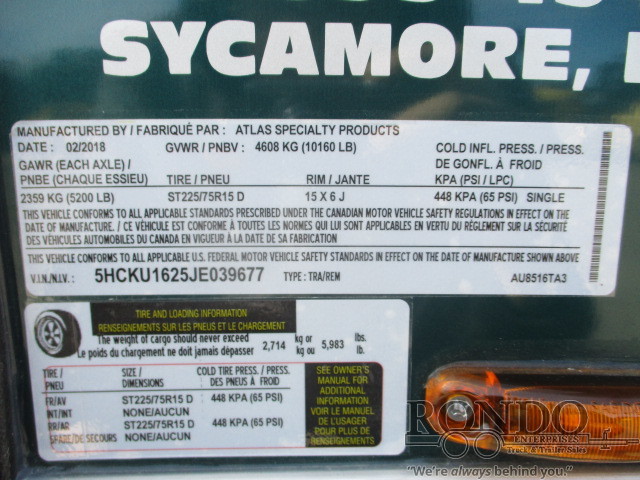 SYCAMORE,
MANUFACTURED BY / FABRIQUÉ PAR : ATLAS SPECIALTY PRODUCTS
DATE : 02/2018 GVWR / PNBV : 4608 KG (10160 LB) COLD INFL. PRESS. / PRESS.
GAWR (EACH AXLE) / DE GONFL. À FROID
PNBE (CHAQUE ESSIEU) TIRE / PNEU RIM / JANTE KPA (PSI / LPC)
2359 KG (5200 LB) ST225/75R15 D 15 X 6 J 448 KPA (65 PSI) SINGLE
THIS VEHICLE CONFORMS TO ALL APPLICABLE STANDARDS PRESCRIBED UNDER THE CANADIAN MOTOR VEHICLE SAFETY REGULATIONS IN EFFECT ON THE
DATE OF MANUFACTURE / CE VÉHICULE EST CONFORME A TOUTES LES NORMES QUI LUI SONT APPLICABLES EN VERTU DU RÈGLEMENT SUR LA SÉCURITÉ
DES VÉHICULES AUTOMOBILES DU CANADA EN VIGUEUR À LA DATE DE SA FABRICATION
THIS VEHICLE CONFORMS TO ALL APPLICABLE SAFETY STANDARDS IN EFFECT ON DATE OF MANUFACTURE SHOWN ABOVE
V.I.N./N.I.V.: 5HCKU1625JE039677 TYPE : TRA/REM AU8516TA3
TIRE AND LOADING INFORMATION
RENSEIGNEMENTS SUR LES PNEUS ET LE CHARGEMENT
The weight of cargo should never exceed 2,714 kg or 5,983 lbs.
Le poids du chargement ne doit jamais dépasser kg ou lb.
TIRE / SIZE / COLD TIRE PRESS. / PRESS.
PNEU DIMENSIONS DES PNEUS À FROID
FR/AV ST225/75R15 D 448 KPA (65 PSI)
INT/INT NONE/AUCUN
RR/AR ST225/75R15 D 448 KPA (65 PSI)
SPARE/DE SECOURS NONE/AUCUN
SEE OWNER'S
MANUAL FOR
ADDITIONAL
INFORMATION
VOIR LE MANUEL
DE L'USAGER
POUR PLUS DE
RENSEIGNEMENTS
RONDO
ENTERPRISES
Truck & Trailer Sales
"We're always behind you."